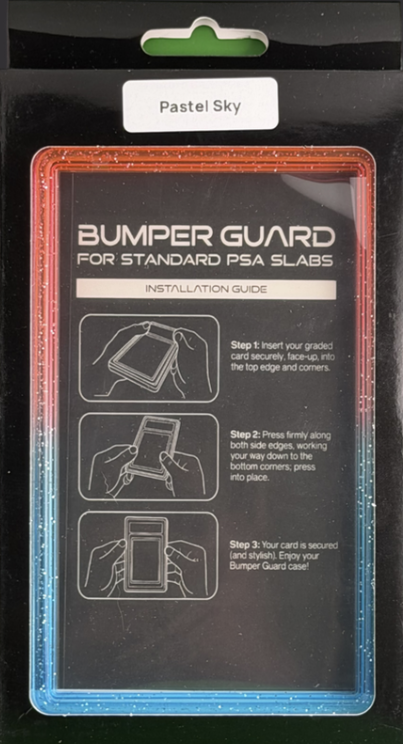 Pastel Sky
BUMPER GUARD
FOR STANDARD PSA SLABS
INSTALLATION GUIDE
Step 1: Insert your graded
card securely, face-up, into
the top edge and corners.
Step 2: Press firmly along
both side edges, working
your way down to the
bottom corners; press
into place.
Step 3: Your card is secured
(and stylish). Enjoy your
Bumper Guard case!